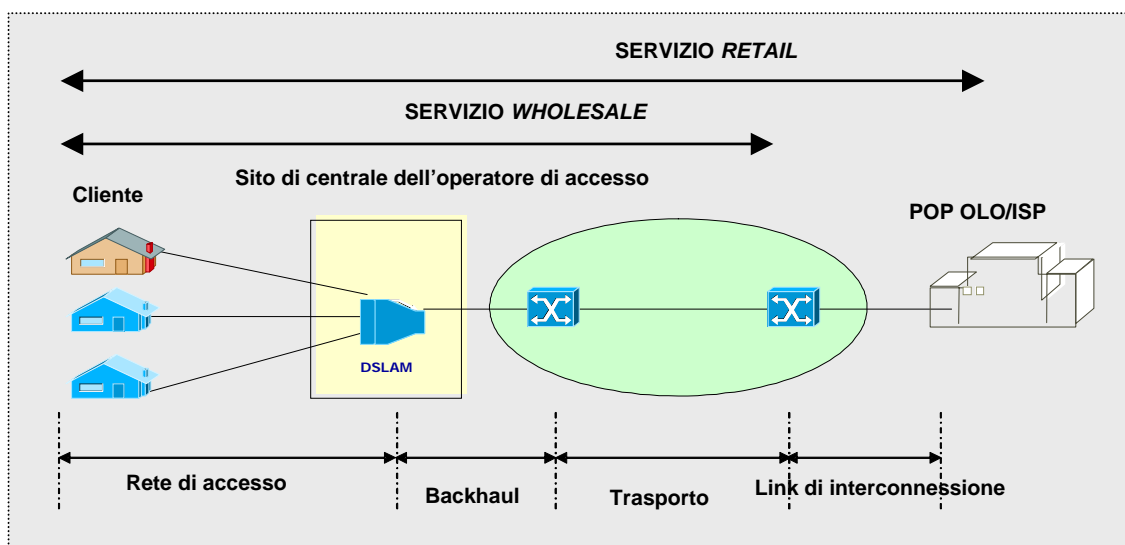 SERVIZIO RETAIL
SERVIZIO WHOLESALE
Sito di centrale dell'operatore di accesso
Cliente
POP OLO/ISP
DSLAM
Rete di accesso
Backhaul
Trasporto
Link di interconnessione